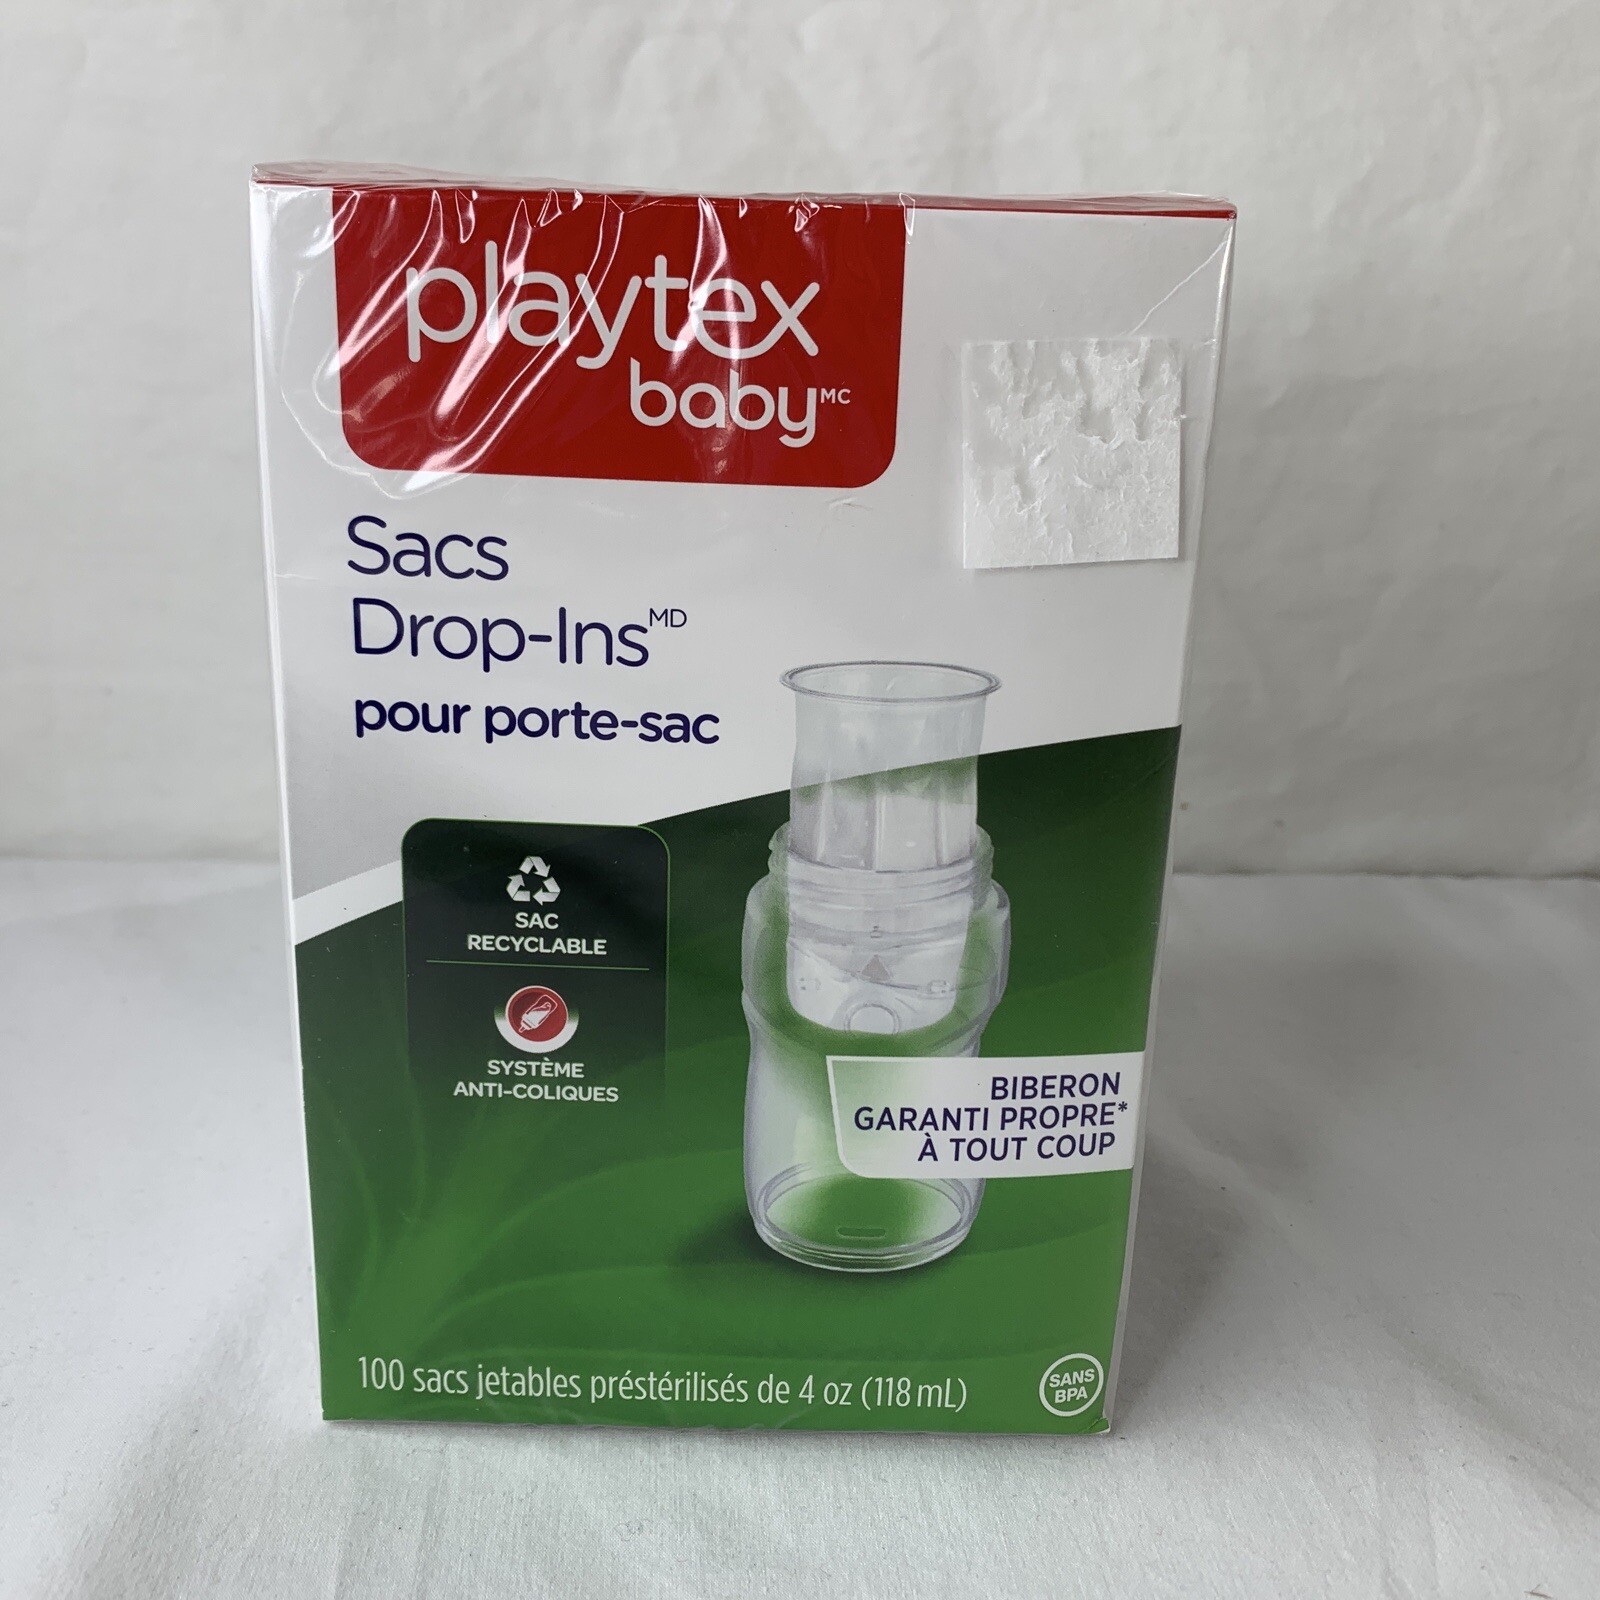 playtex
baby MC
Sacs
Drop-Ins MD
pour porte-sac
SAC
RECYCLABLE
SYSTÈME
ANTI-COLIQUES
BIBERON
GARANTI PROPRE*
À TOUT COUP
100 sacs jetables préstérilisés de 4 oz (118 mL)
SANS
BPA